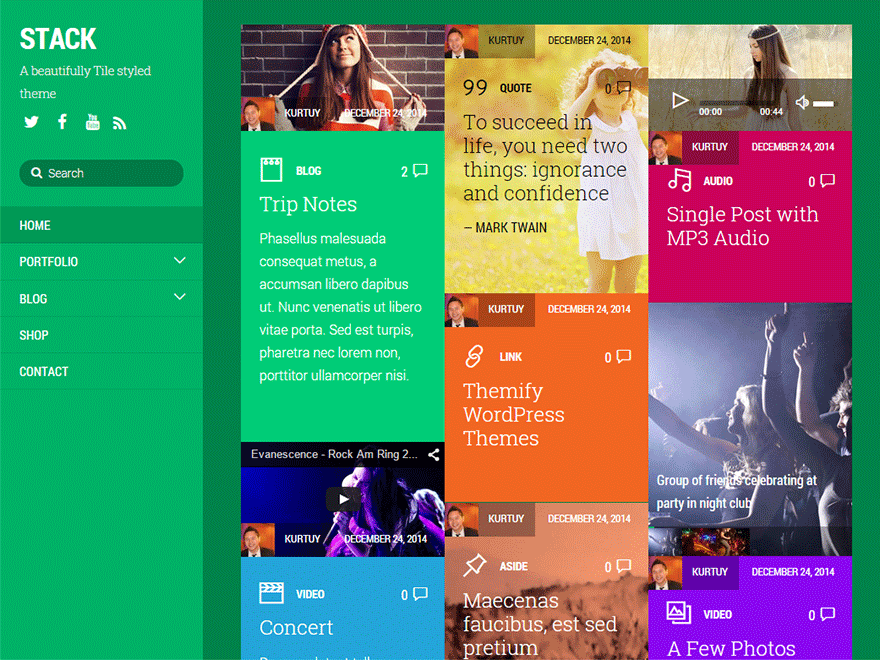 STACK
A beautifully Tile styled
theme
Search
HOME
PORTFOLIO
BLOG
SHOP
CONTACT
KURTUY DECEMBER 24, 2014
BLOG 2
Trip Notes
Phasellus malesuada
consequat metus, a
accumsan libero dapibus
ut. Nunc venenatis ut libero
vitae porta. Sed est turpis,
pharetra nec lorem non,
porttitor ullamcorper nisi.
Evanescence - Rock Am Ring 2...
KURTUY DECEMBER 24, 2014
VIDEO 0
Concert
KURTUY DECEMBER 24, 2014
QUOTE 0
To succeed in
life, you need two
things: ignorance
and confidence
– MARK TWAIN
KURTUY DECEMBER 24, 2014
LINK 0
Themify
WordPress
Themes
KURTUY DECEMBER 24, 2014
ASIDE 0
Maecenas
faucibus, est sed
pretium
00:00 00:44
KURTUY DECEMBER 24, 2014
AUDIO 0
Single Post with
MP3 Audio
Group of friends celebrating at
party in night club
KURTUY DECEMBER 24, 2014
VIDEO 0
A Few Photos